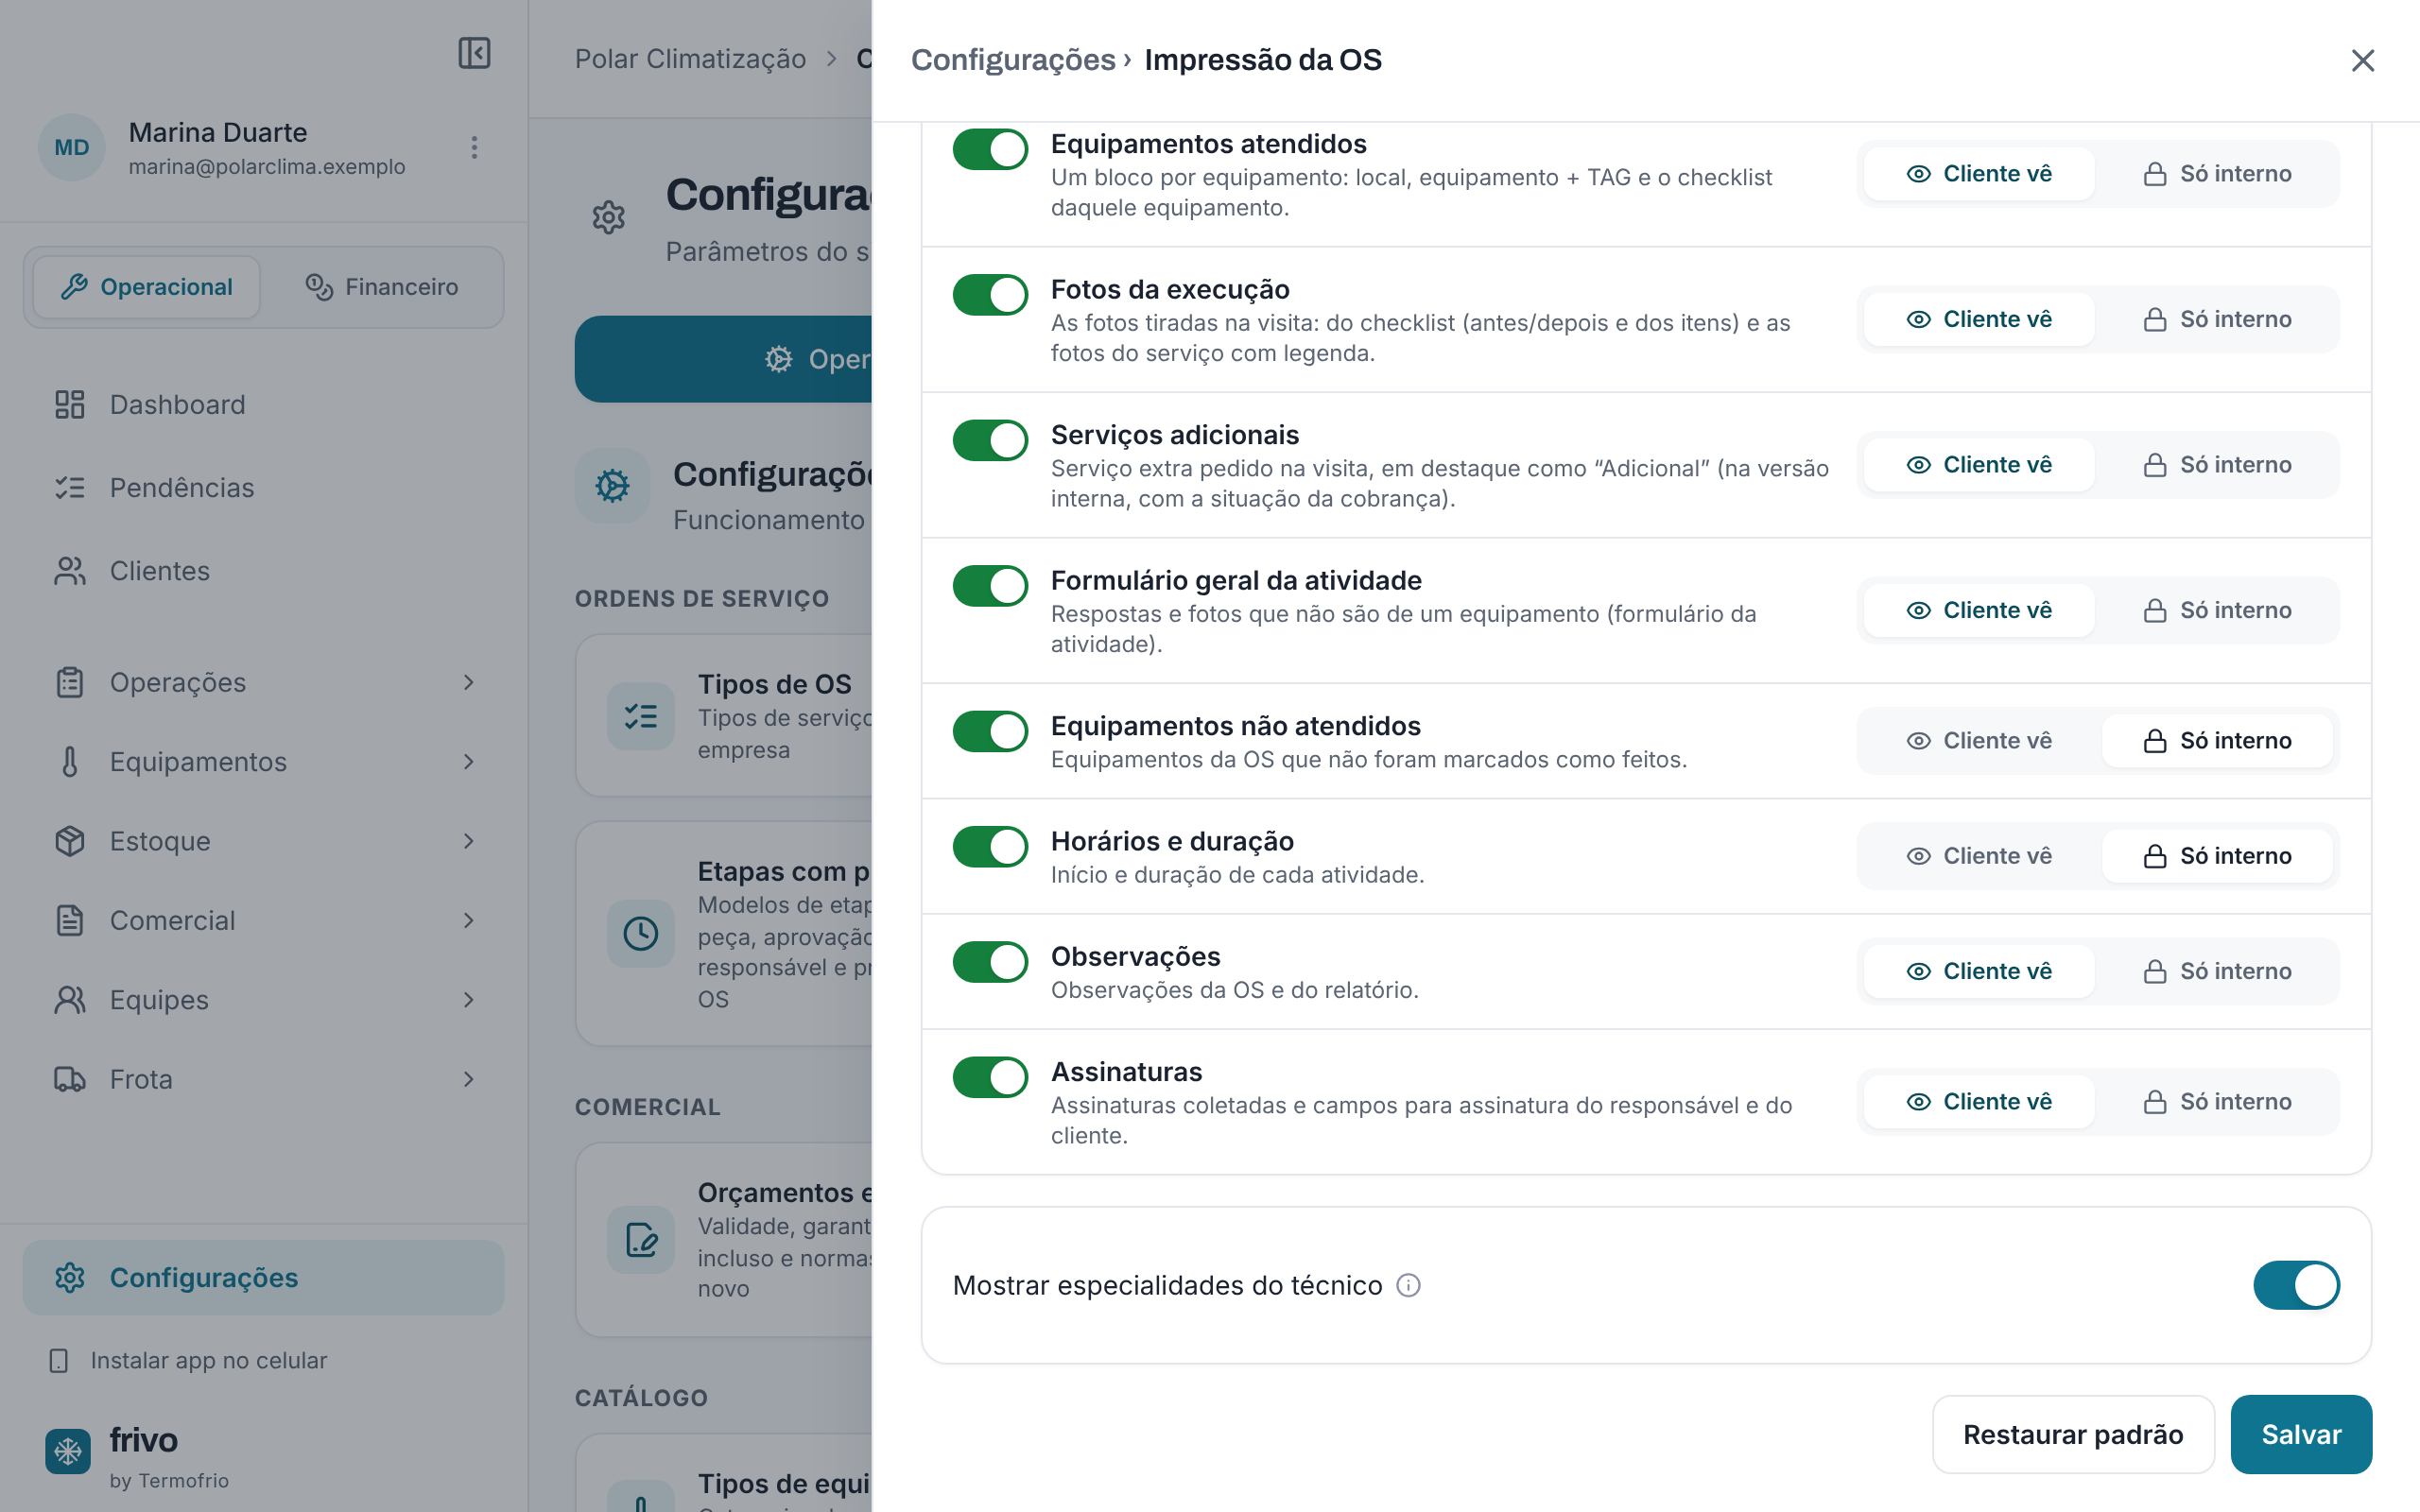 MD
Marina Duarte
marina@polarclima.exemplo
Operacional
Financeiro
Dashboard
Pendências
Clientes
Operações
Equipamentos
Estoque
Comercial
Equipes
Frota
Configurações
Instalar app no celular
frivo
by Termofrio
Polar Climatização
Parâmetros do s
Funcionamento
ORDENS DE SERVIÇO
Tipos de OS
Tipos de serviço
empresa
Etapas com p
Modelos de etap
peça, aprovação
responsável e pr
OS
COMERCIAL
Orçamentos e
Validade, garant
incluso e normas
novo
CATÁLOGO
Tipos de equi
Configurações › Impressão da OS
Equipamentos atendidos
Um bloco por equipamento: local, equipamento + TAG e o checklist
daquele equipamento.
Cliente vê
Só interno
Fotos da execução
As fotos tiradas na visita: do checklist (antes/depois e dos itens) e as
fotos do serviço com legenda.
Cliente vê
Só interno
Serviços adicionais
Serviço extra pedido na visita, em destaque como “Adicional” (na versão
interna, com a situação da cobrança).
Cliente vê
Só interno
Formulário geral da atividade
Respostas e fotos que não são de um equipamento (formulário da
atividade).
Cliente vê
Só interno
Equipamentos não atendidos
Equipamentos da OS que não foram marcados como feitos.
Cliente vê
Só interno
Horários e duração
Início e duração de cada atividade.
Cliente vê
Só interno
Observações
Observações da OS e do relatório.
Cliente vê
Só interno
Assinaturas
Assinaturas coletadas e campos para assinatura do responsável e do
cliente.
Cliente vê
Só interno
Mostrar especialidades do técnico
Restaurar padrão
Salvar